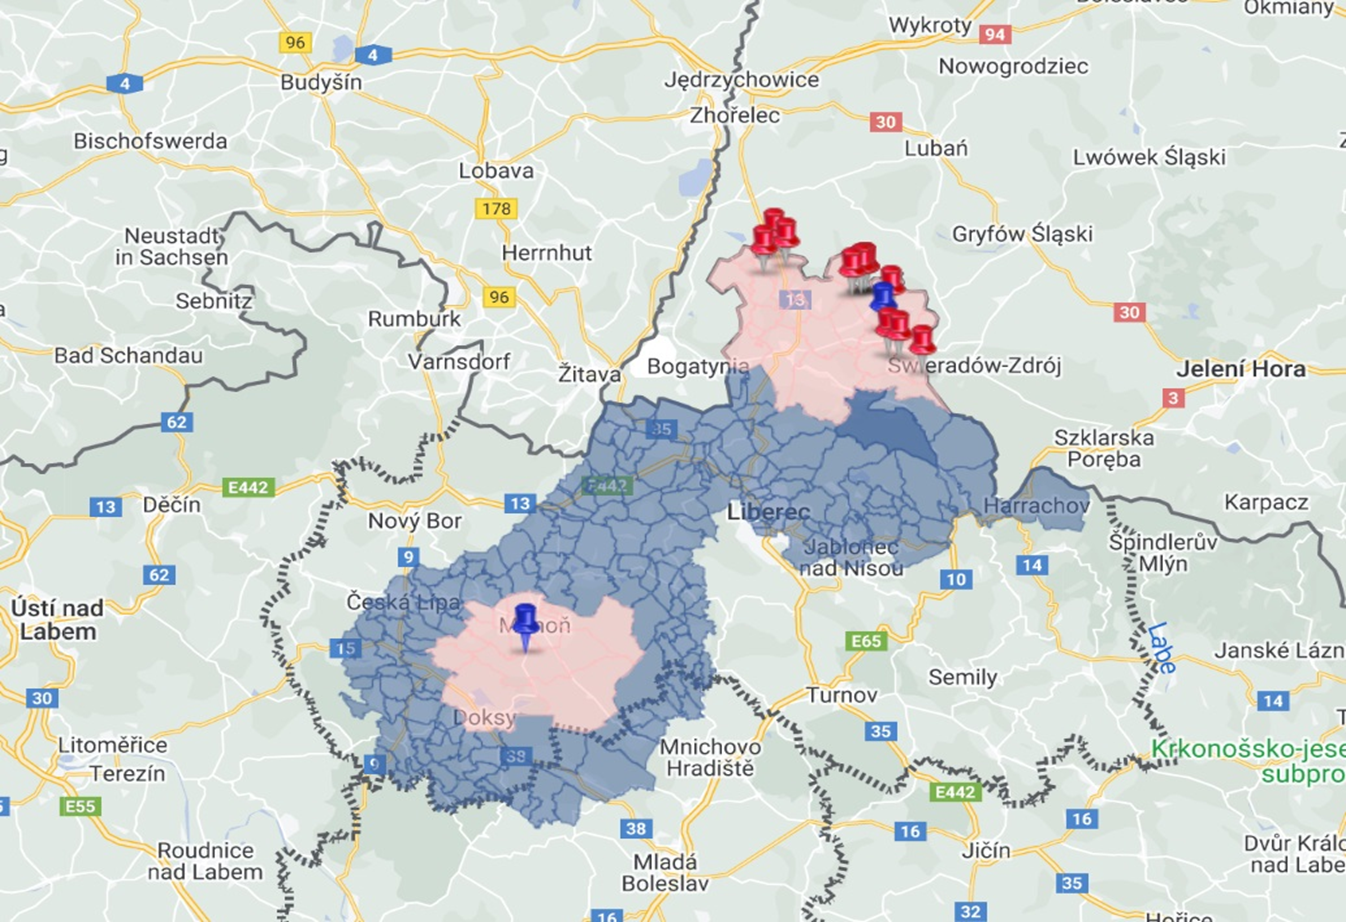 Boleslavec
Okmiany
Wykroty
94
96
4
Jędrzychowice
Nowogrodziec
4
Budyšín
Zhořelec
30
Bischofswerda
Lubań
Lwówek Śląski
Lobava
178
Neustadt
in Sachsen
Gryfów Śląski
Herrnhut
Sebnitz
96
13
30
Rumburk
Bad Schandau
Varnsdorf
Žitava
Bogatynia
Świeradów-Zdrój
Jelení Hora
3
62
35
Szklarska
Poręba
E442
E442
13
Děčín
13
Nový Bor
Liberec
Harrachov
Karpacz
9
Jablonec
nad Nisou
Špindlerův
Mlýn
62
14
10
Ústí nad
Labem
Česká Lípa
15
E65
Labe
Janské Lázn
Semily
30
Turnov
14
Doksy
35
Litoměřice
Terezín
38
9
Mnichovo
Hradiště
Krkonošsko-jese
subpro
E55
E442
38
16
16
Roudnice
nad Labem
Jičín
Dvůr Králo
nad Labe
Mladá
Boleslav
35
16
32
Hořice